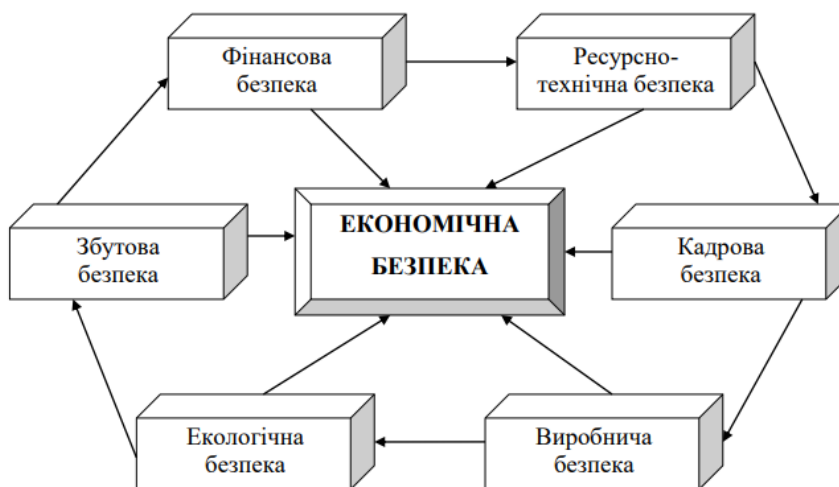 Фінансова
безпека
Ресурсно-
технічна безпека
ЕКОНОМІЧНА
БЕЗПЕКА
Збутова
безпека
Кадрова
безпека
Екологічна
безпека
Виробнича
безпека